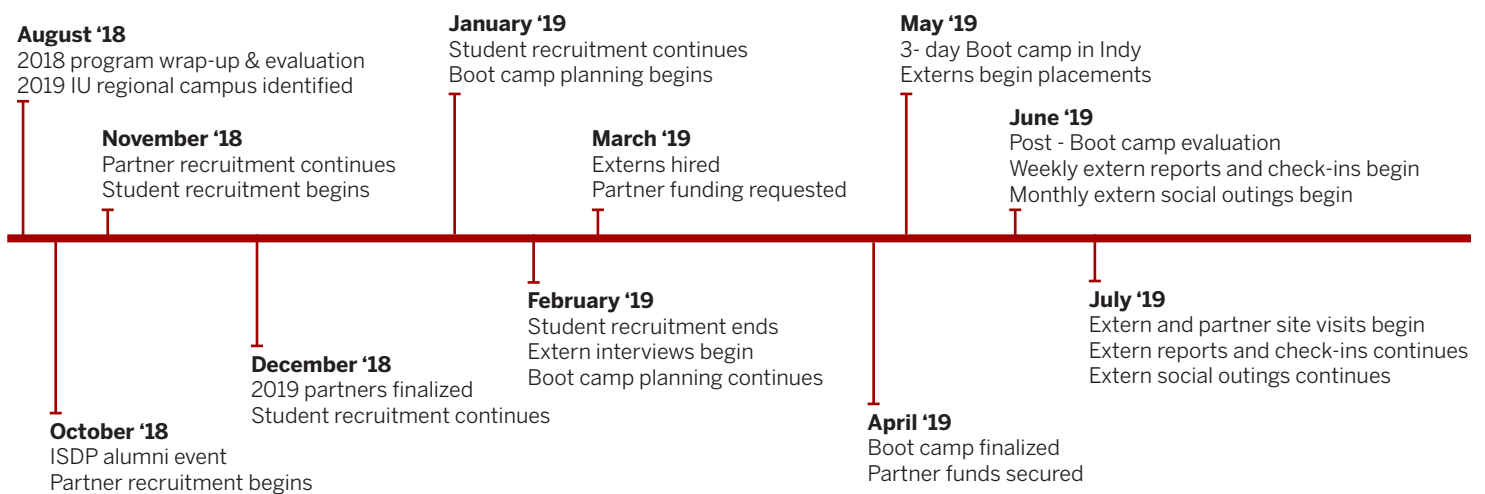 August ‘18
2018 program wrap-up & evaluation
2019 IU regional campus identified
October ‘18
ISDP alumni event
Partner recruitment begins
November ‘18
Partner recruitment continues
Student recruitment begins
December ‘18
2019 partners finalized
Student recruitment continues
January ‘19
Student recruitment continues
Boot camp planning begins
February ‘19
Student recruitment ends
Extern interviews begin
Boot camp planning continues
March ‘19
Externs hired
Partner funding requested
April ‘19
Boot camp finalized
Partner funds secured
May ‘19
3- day Boot camp in Indy
Externs begin placements
June ‘19
Post - Boot camp evaluation
Weekly extern reports and check-ins begin
Monthly extern social outings begin
July ‘19
Extern and partner site visits begin
Extern reports and check-ins continues
Extern social outings continues